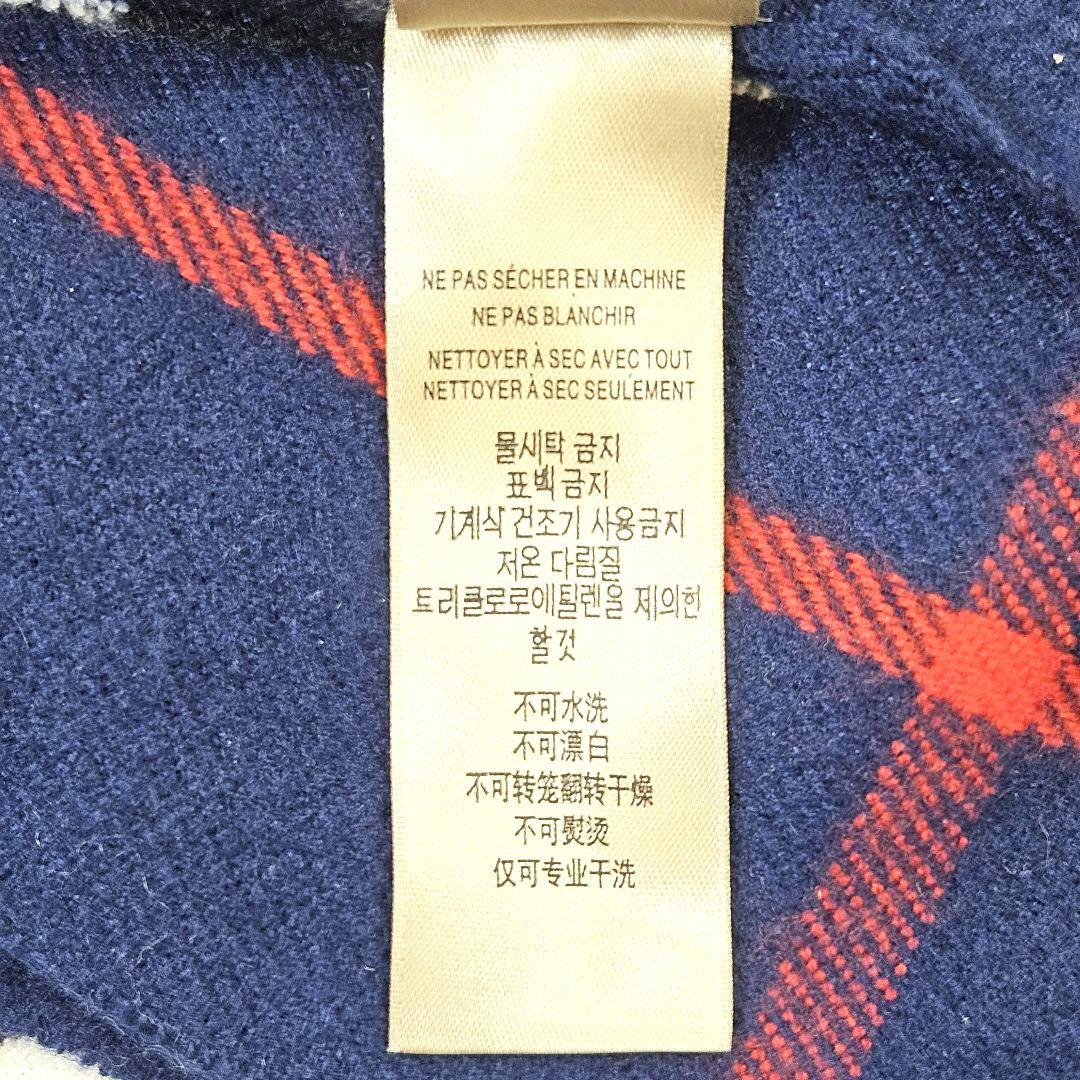 NE PAS SÉCHER EN MACHINE
NE PAS BLANCHIR
NETTOYER À SEC AVEC TOUT
NETTOYER À SEC SEULEMENT
물세탁 금지
표백 금지
기계식 건조기 사용금지
저온 다림질
트리클로로에틸렌을 제의한
할것
不可水洗
不可漂白
不可转笼翻转干燥
不可熨烫
仅可专业干洗